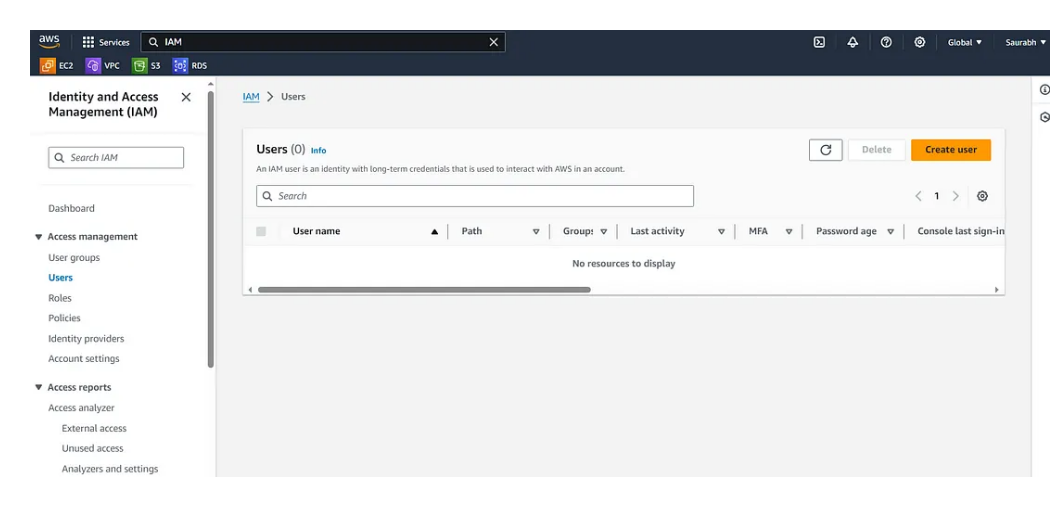 aws Services IAM Global Saurabh
EC2 VPC S3 RDS
Identity and Access
Management (IAM)
Search IAM
Dashboard
Access management
User groups
Users
Roles
Policies
Identity providers
Account settings
Access reports
Access analyzer
External access
Unused access
Analyzers and settings
IAM > Users
Users (0) Info
Delete Create user
An IAM user is an identity with long-term credentials that is used to interact with AWS in an account.
Search
1
User name Path Groups Last activity MFA Password age Console last sign-in
No resources to display